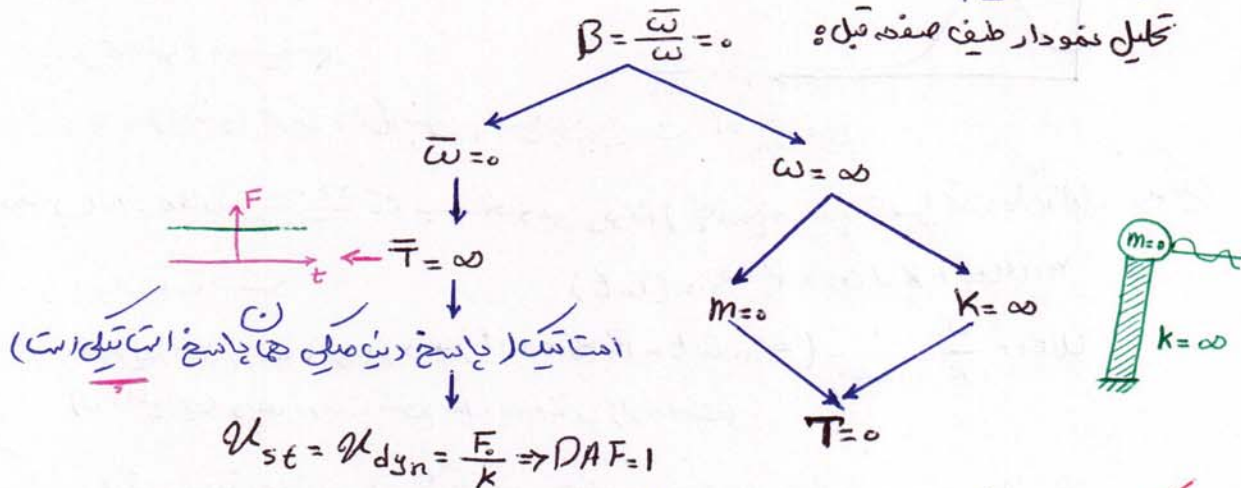 تحلیل نمودار طیف صفحه قبل:
β = ω̄/ω = 0
ω̄ = 0
ω = ∞
F
t
T̄ = ∞
m = 0
K = ∞
m=0
k = ∞
استاتیک (پاسخ دینامیکی همان پاسخ استاتیکی است)
T = 0
u_st = u_dyn = F₀/k ⇒ DAF = 1